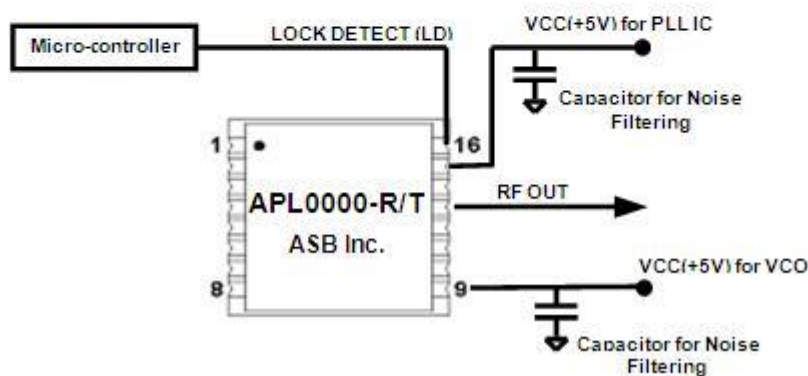 VCC(+5V) for PLL IC
LOCK DETECT (LD)
Micro-controller
Capacitor for Noise
Filtering
1
16
RF OUT
APL0000-R/T
ASB Inc.
VCC(+5V) for VCO
8
9
Capacitor for Noise
Filtering